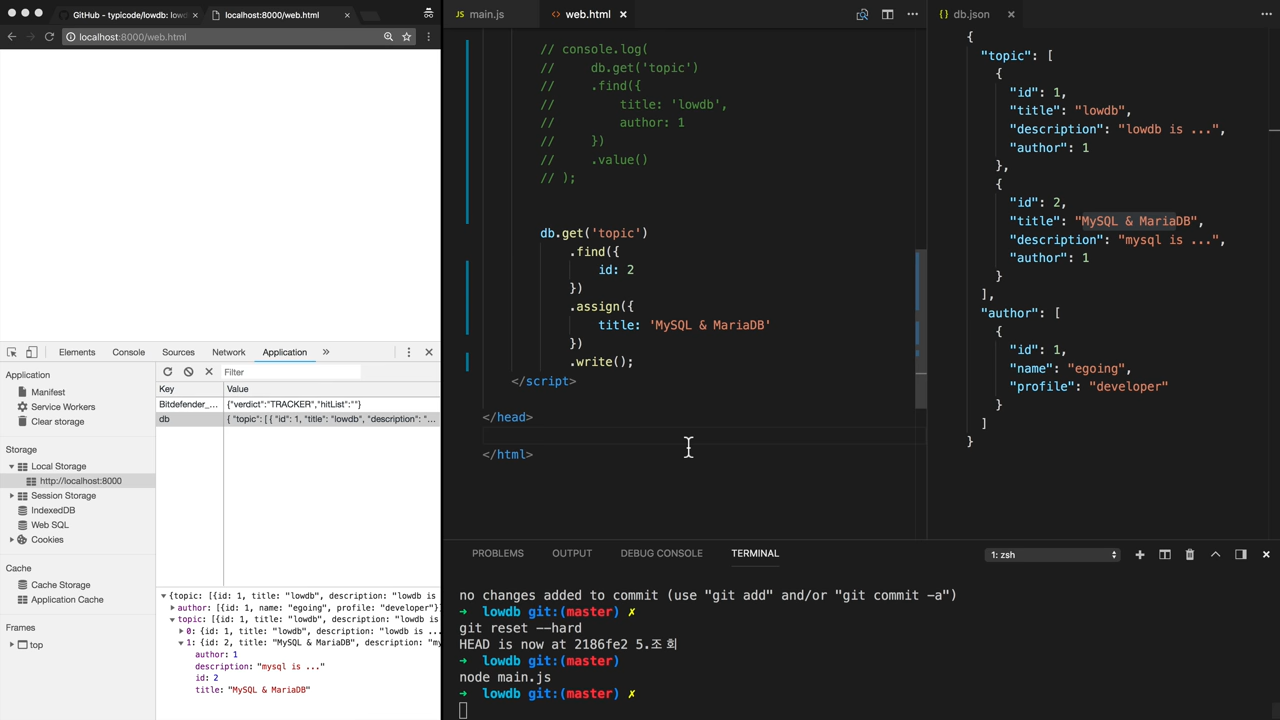 GitHub - typicode/lowdb: low
localhost:8000/web.html
localhost:8000/web.html
Elements
Console
Sources
Network
Application
»
Application
Manifest
Service Workers
Clear storage
Storage
Local Storage
http://localhost:8000
Session Storage
IndexedDB
Web SQL
Cookies
Cache
Cache Storage
Application Cache
Frames
top
Filter
Key Value
Bitdefender_... {"verdict":"TRACKER","hitList":""}
db { "topic": [ { "id": 1, "title": "lowdb", "description": "...
{topic: [{id: 1, title: "lowdb", description: "lowdb is
author: [{id: 1, name: "egoing", profile: "developer"}]
topic: [{id: 1, title: "lowdb", description: "lowdb is
0: {id: 1, title: "lowdb", description: "lowdb is ...
1: {id: 2, title: "MySQL & MariaDB", description: "my
author: 1
description: "mysql is ..."
id: 2
title: "MySQL & MariaDB"
JS main.js
<> web.html
// console.log(
// db.get('topic')
// .find({
// title: 'lowdb',
// author: 1
// })
// .value()
// );
db.get('topic')
.find({
id: 2
})
.assign({
title: 'MySQL & MariaDB'
})
.write();
</script>
</head>
</html>
{} db.json
{
"topic": [
{
"id": 1,
"title": "lowdb",
"description": "lowdb is ...",
"author": 1
},
{
"id": 2,
"title": "MySQL & MariaDB",
"description": "mysql is ...",
"author": 1
}
],
"author": [
{
"id": 1,
"name": "egoing",
"profile": "developer"
}
]
}
PROBLEMS
OUTPUT
DEBUG CONSOLE
TERMINAL
1: zsh
no changes added to commit (use "git add" and/or "git commit -a")
➜ lowdb git:(master) ✗
git reset --hard
HEAD is now at 2186fe2 5.조회
➜ lowdb git:(master)
node main.js
➜ lowdb git:(master) ✗